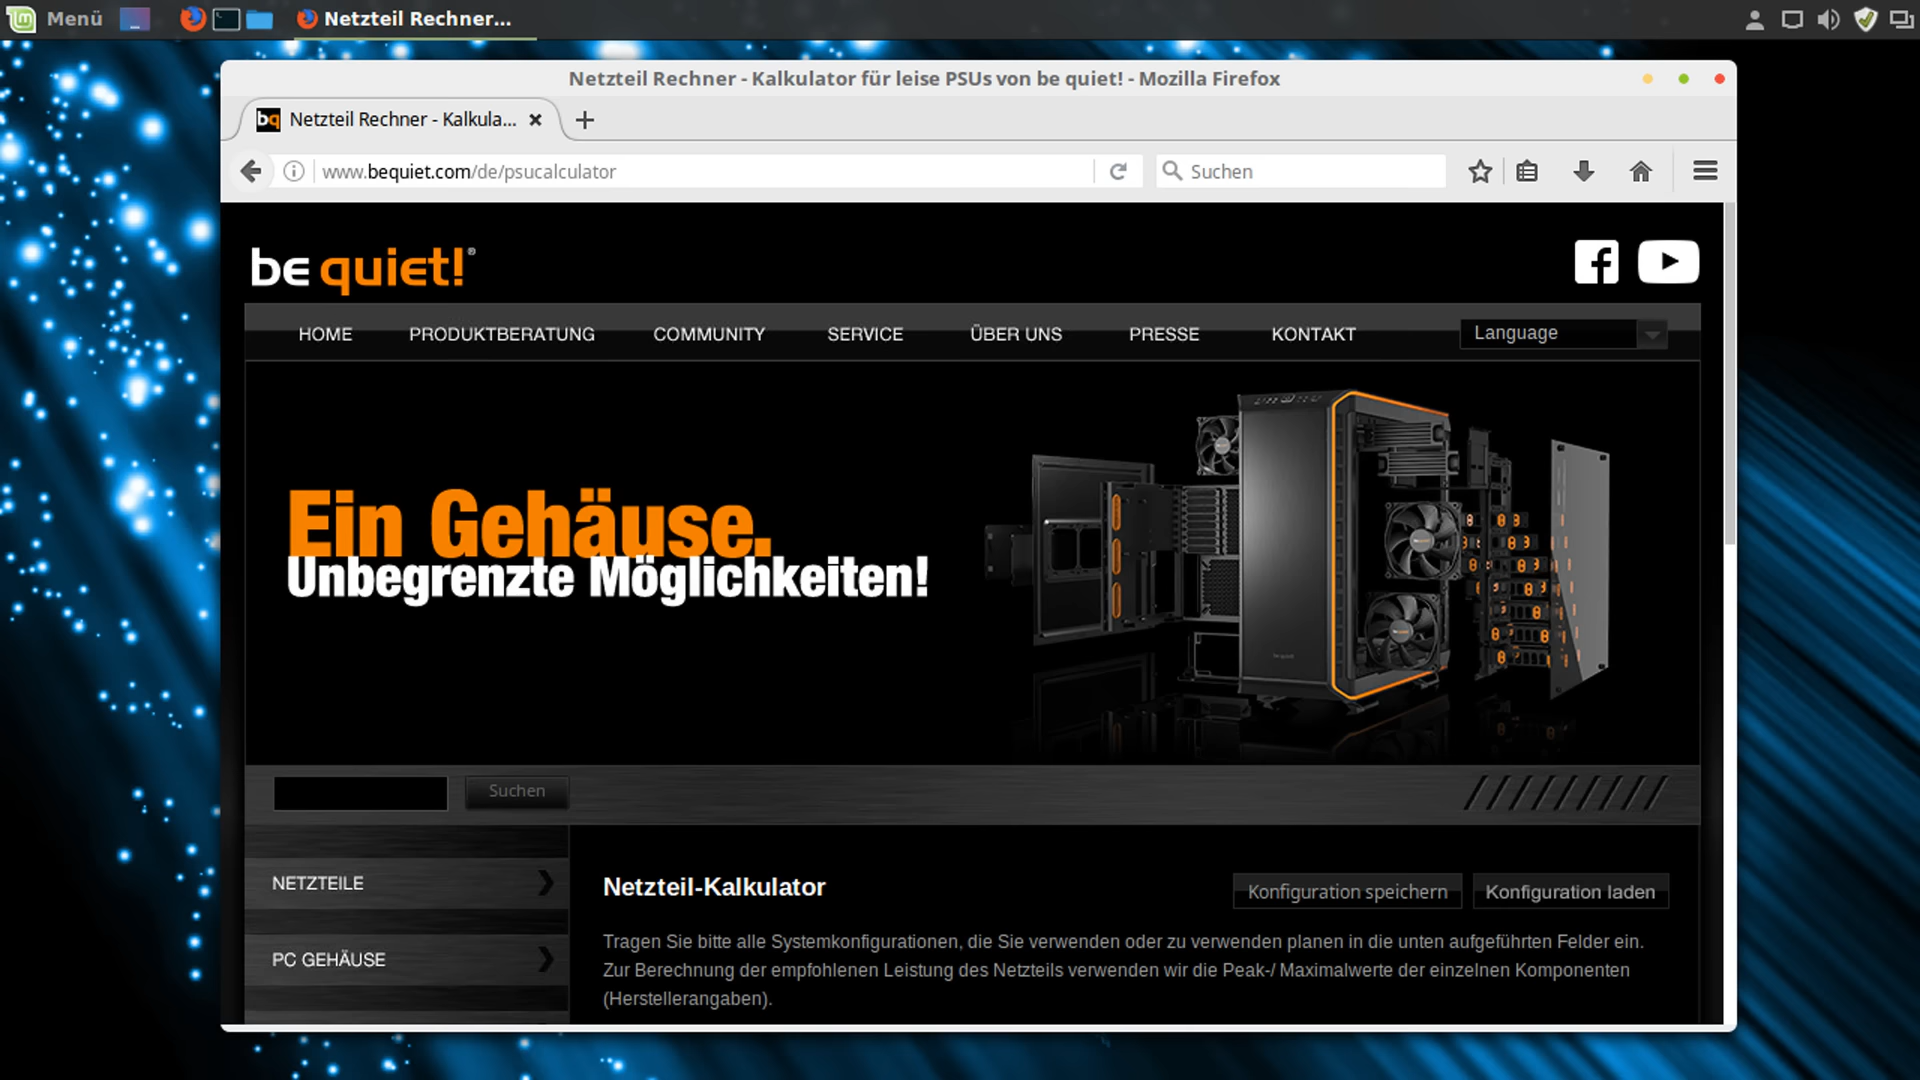 Menü
Netzteil Rechner...
Netzteil Rechner - Kalkulator für leise PSUs von be quiet! - Mozilla Firefox
bq Netzteil Rechner - Kalkula...
www.bequiet.com/de/psucalculator
Suchen
be quiet!®
HOME PRODUKTBERATUNG COMMUNITY SERVICE ÜBER UNS PRESSE KONTAKT Language
Ein Gehäuse.
Unbegrenzte Möglichkeiten!
Suchen
NETZTEILE
PC GEHÄUSE
Netzteil-Kalkulator
Konfiguration speichern Konfiguration laden
Tragen Sie bitte alle Systemkonfigurationen, die Sie verwenden oder zu verwenden planen in die unten aufgeführten Felder ein.
Zur Berechnung der empfohlenen Leistung des Netzteils verwenden wir die Peak-/ Maximalwerte der einzelnen Komponenten
(Herstellerangaben).